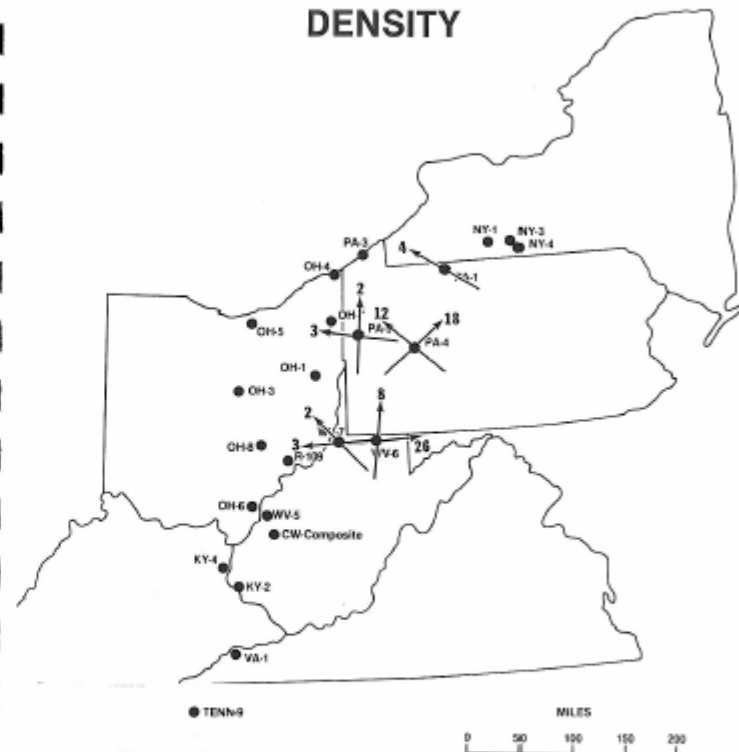 DENSITY
NY-1
NY-3
NY-4
PA-3
4
OH-4
2
12
18
OH-5
3
PA-4
OH-1
OH-3
8
2
OH-8
3
WV-6
26
R-109
OH-6
WV-5
CW-Composite
KY-4
KY-2
VA-1
TENN-9
MILES
0 50 100 150 200